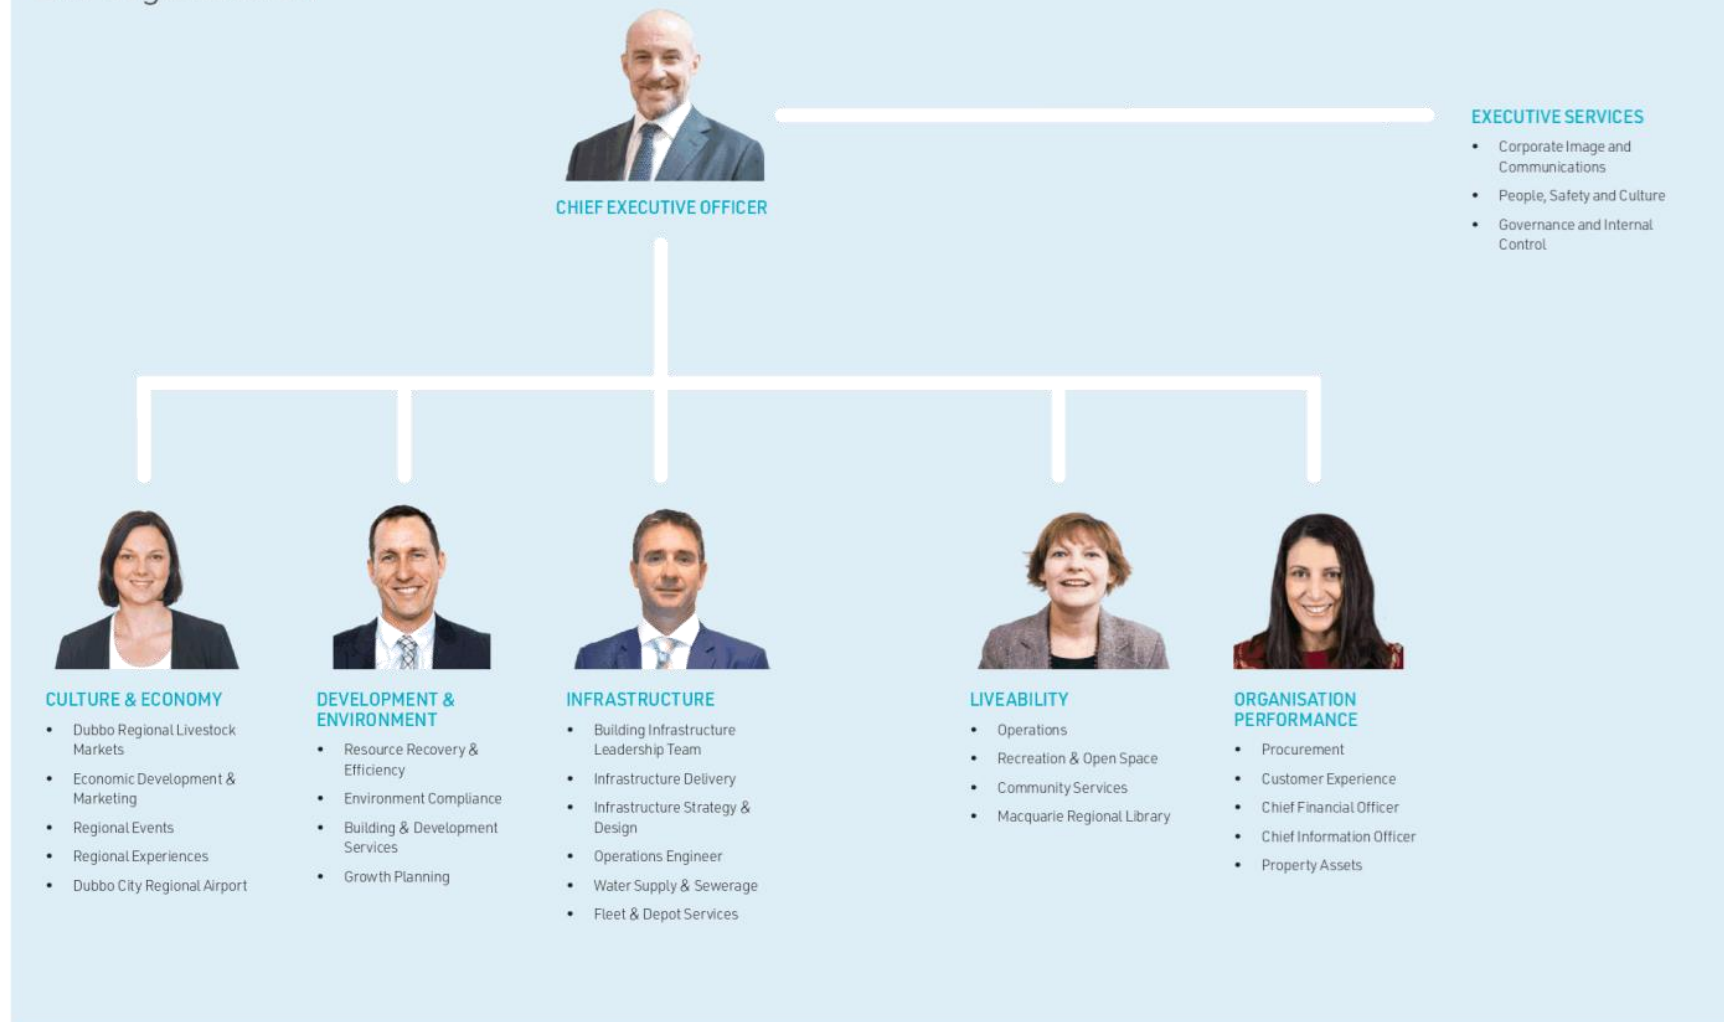 CHIEF EXECUTIVE OFFICER
EXECUTIVE SERVICES
• Corporate Image and
Communications
• People, Safety and Culture
• Governance and Internal
Control
CULTURE & ECONOMY
• Dubbo Regional Livestock
Markets
• Economic Development &
Marketing
• Regional Events
• Regional Experiences
• Dubbo City Regional Airport
DEVELOPMENT &
ENVIRONMENT
• Resource Recovery &
Efficiency
• Environment Compliance
• Building & Development
Services
• Growth Planning
INFRASTRUCTURE
• Building Infrastructure
Leadership Team
• Infrastructure Delivery
• Infrastructure Strategy &
Design
• Operations Engineer
• Water Supply & Sewerage
• Fleet & Depot Services
LIVEABILITY
• Operations
• Recreation & Open Space
• Community Services
• Macquarie Regional Library
ORGANISATION
PERFORMANCE
• Procurement
• Customer Experience
• Chief Financial Officer
• Chief Information Officer
• Property Assets